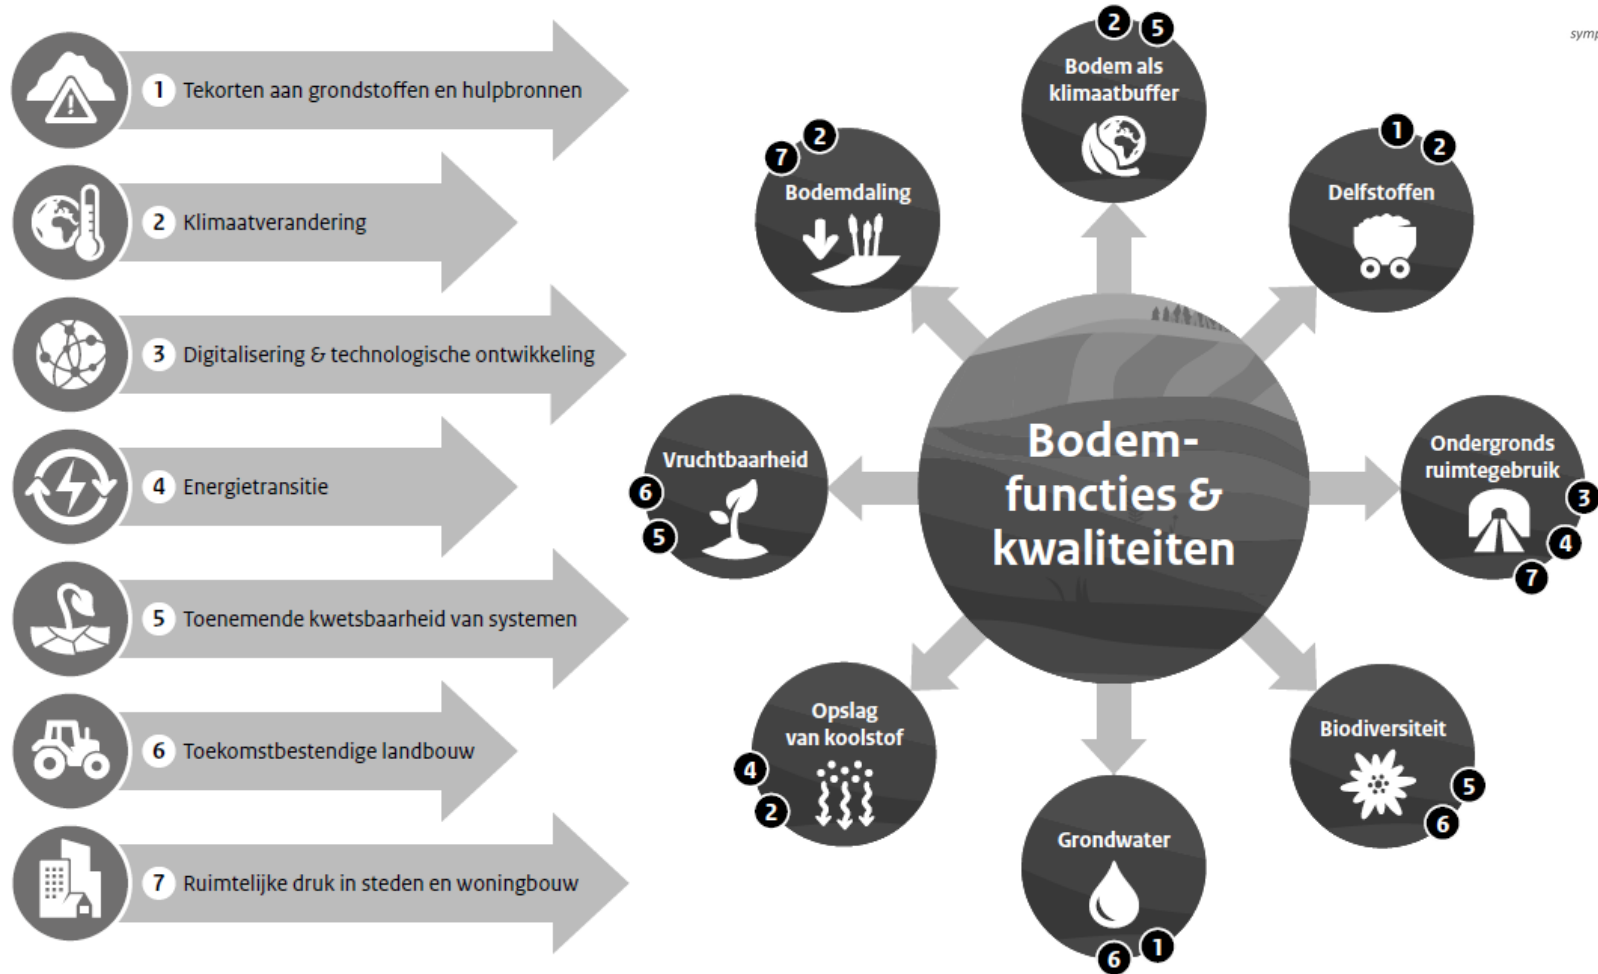 1 Tekorten aan grondstoffen en hulpbronnen
2 Klimaatverandering
3 Digitalisering & technologische ontwikkeling
4 Energietransitie
5 Toenemende kwetsbaarheid van systemen
6 Toekomstbestendige landbouw
7 Ruimtelijke druk in steden en woningbouw
Bodem-
functies &
kwaliteiten
2 5
Bodem als
klimaatbuffer
1 2
Delfstoffen
Ondergronds
ruimtegebruik
3
4
7
Biodiversiteit
5
6
Grondwater
6 1
Opslag
van koolstof
4
2
Vruchtbaarheid
6
5
7 2
Bodemdaling